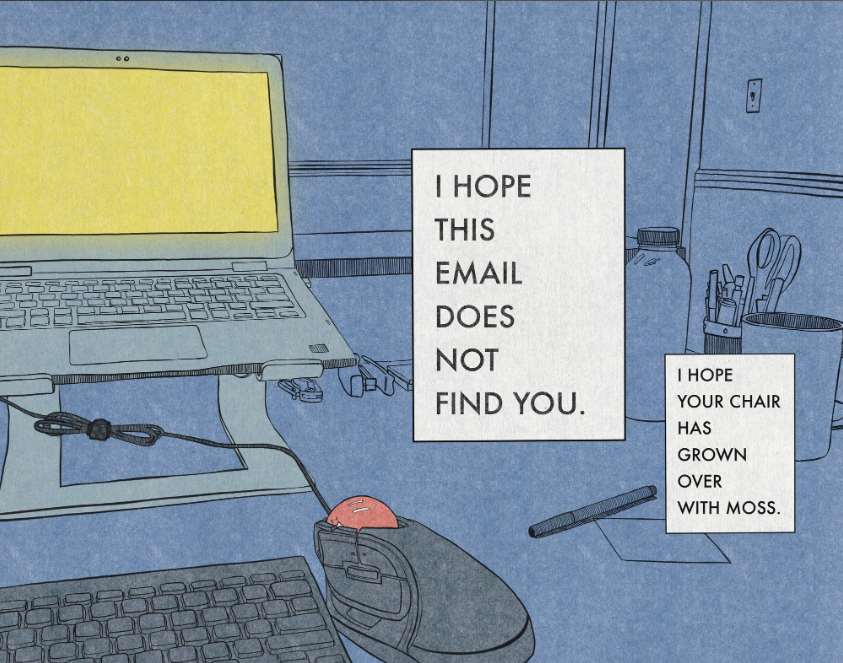 I HOPE
THIS
EMAIL
DOES
NOT
FIND YOU.
I HOPE
YOUR CHAIR
HAS
GROWN
OVER
WITH MOSS.